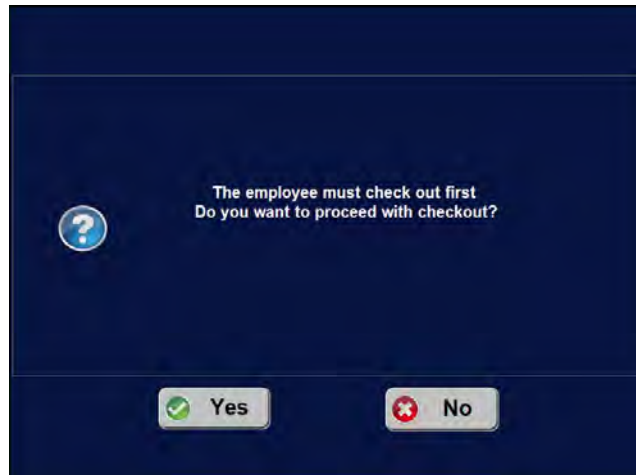 The employee must check out first
Do you want to proceed with checkout?
Yes
No